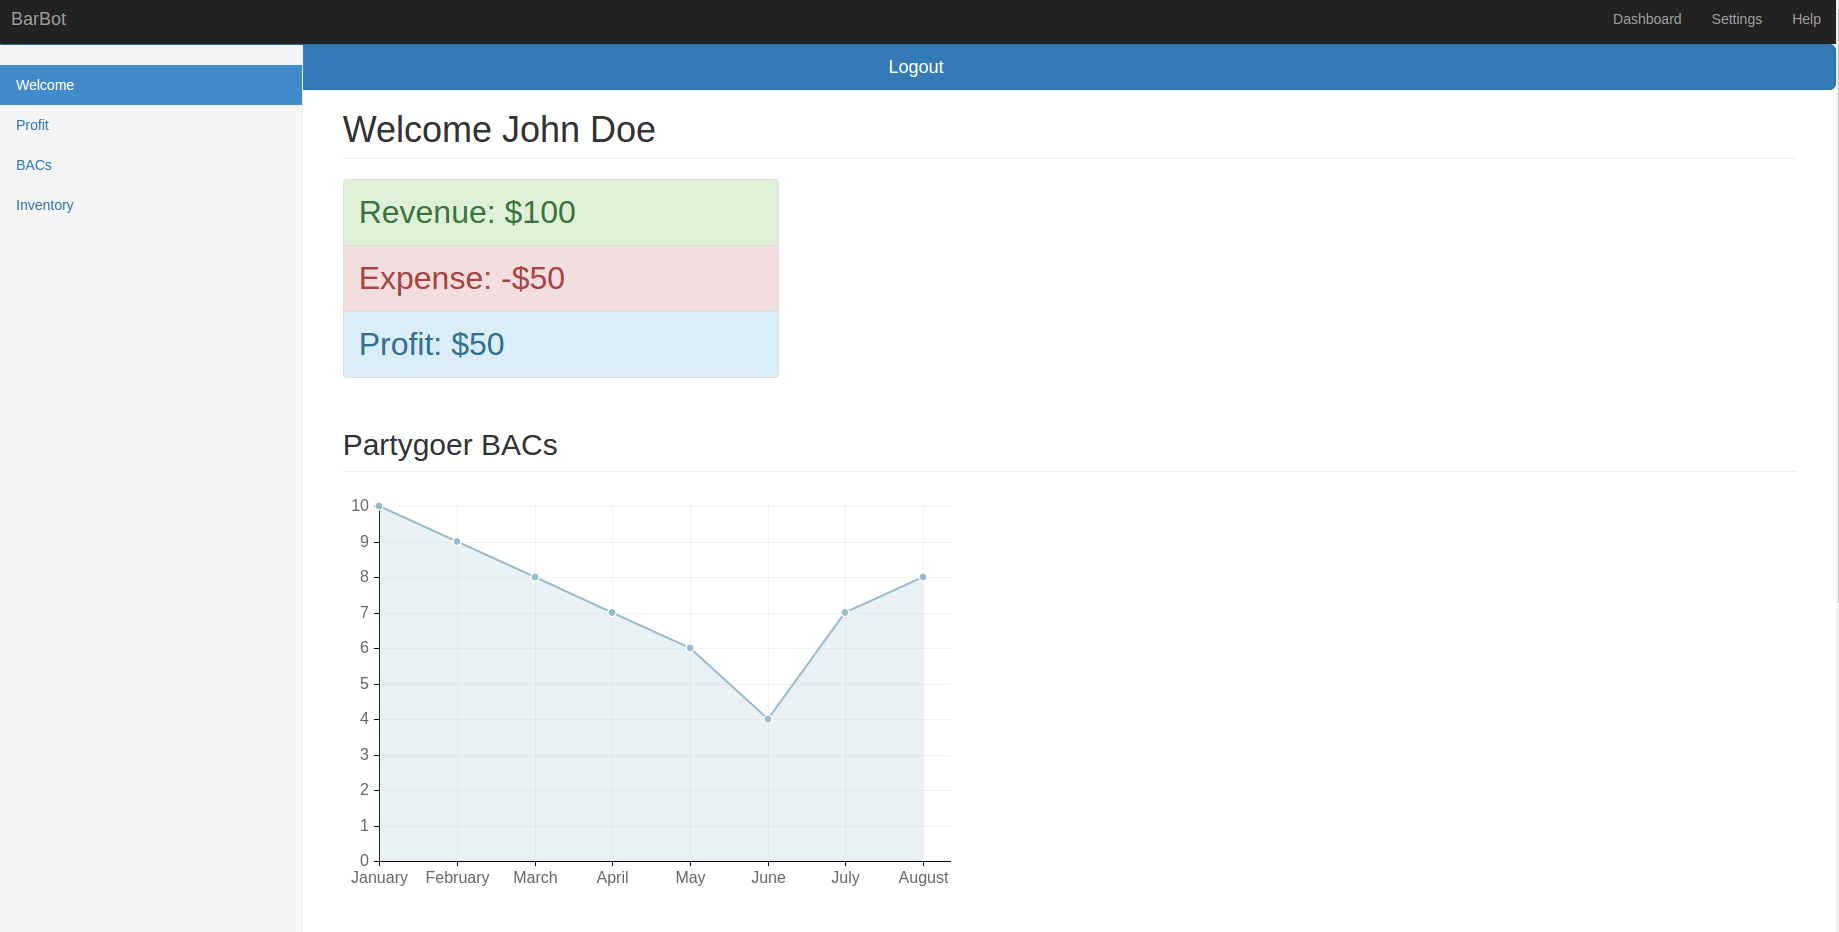 BarBot
Dashboard Settings Help
Logout
Welcome
Profit
BACs
Inventory
Welcome John Doe
Revenue: $100
Expense: -$50
Profit: $50
Partygoer BACs
10
9
8
7
6
5
4
3
2
1
0
January February March April May June July August